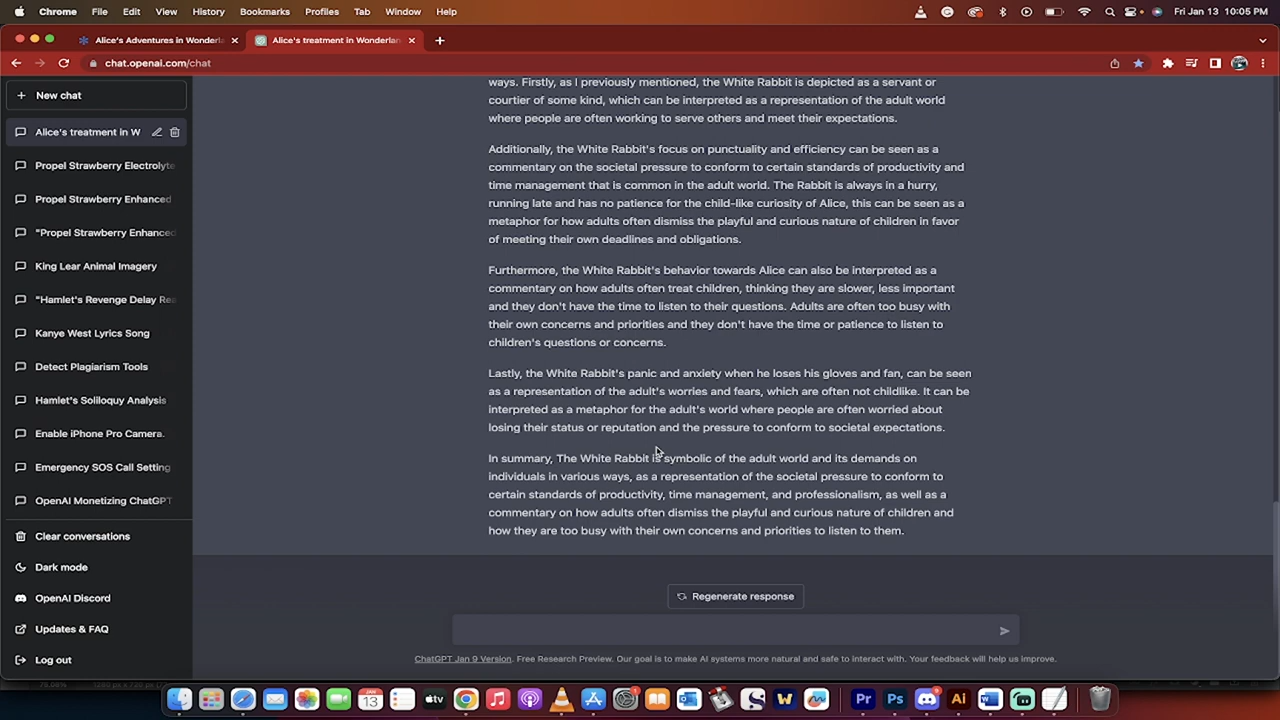 Chrome File Edit View History Bookmarks Profiles Tab Window Help Fri Jan 13 10:05 PM
Alice's Adventures in Wonderlan
Alice's treatment in Wonderlan
chat.openai.com/chat
New chat
Alice's treatment in W
Propel Strawberry Electrolyte
Propel Strawberry Enhanced
"Propel Strawberry Enhanced
King Lear Animal Imagery
"Hamlet's Revenge Delay Rea
Kanye West Lyrics Song
Detect Plagiarism Tools
Hamlet's Soliloquy Analysis
Enable iPhone Pro Camera.
Emergency SOS Call Setting
OpenAI Monetizing ChatGPT
Clear conversations
Dark mode
OpenAI Discord
Updates & FAQ
Log out
ways. Firstly, as I previously mentioned, the White Rabbit is depicted as a servant or
courtier of some kind, which can be interpreted as a representation of the adult world
where people are often working to serve others and meet their expectations.
Additionally, the White Rabbit's focus on punctuality and efficiency can be seen as a
commentary on the societal pressure to conform to certain standards of productivity and
time management that is common in the adult world. The Rabbit is always in a hurry,
running late and has no patience for the child-like curiosity of Alice, this can be seen as a
metaphor for how adults often dismiss the playful and curious nature of children in favor
of meeting their own deadlines and obligations.
Furthermore, the White Rabbit's behavior towards Alice can also be interpreted as a
commentary on how adults often treat children, thinking they are slower, less important
and they don't have the time to listen to their questions. Adults are often too busy with
their own concerns and priorities and they don't have the time or patience to listen to
children's questions or concerns.
Lastly, the White Rabbit's panic and anxiety when he loses his gloves and fan, can be seen
as a representation of the adult's worries and fears, which are often not childlike. It can be
interpreted as a metaphor for the adult's world where people are often worried about
losing their status or reputation and the pressure to conform to societal expectations.
In summary, The White Rabbit is symbolic of the adult world and its demands on
individuals in various ways, as a representation of the societal pressure to conform to
certain standards of productivity, time management, and professionalism, as well as a
commentary on how adults often dismiss the playful and curious nature of children and
how they are too busy with their own concerns and priorities to listen to them.
Regenerate response
ChatGPT Jan 9 Version. Free Research Preview. Our goal is to make AI systems more natural and safe to interact with. Your feedback will help us improve.